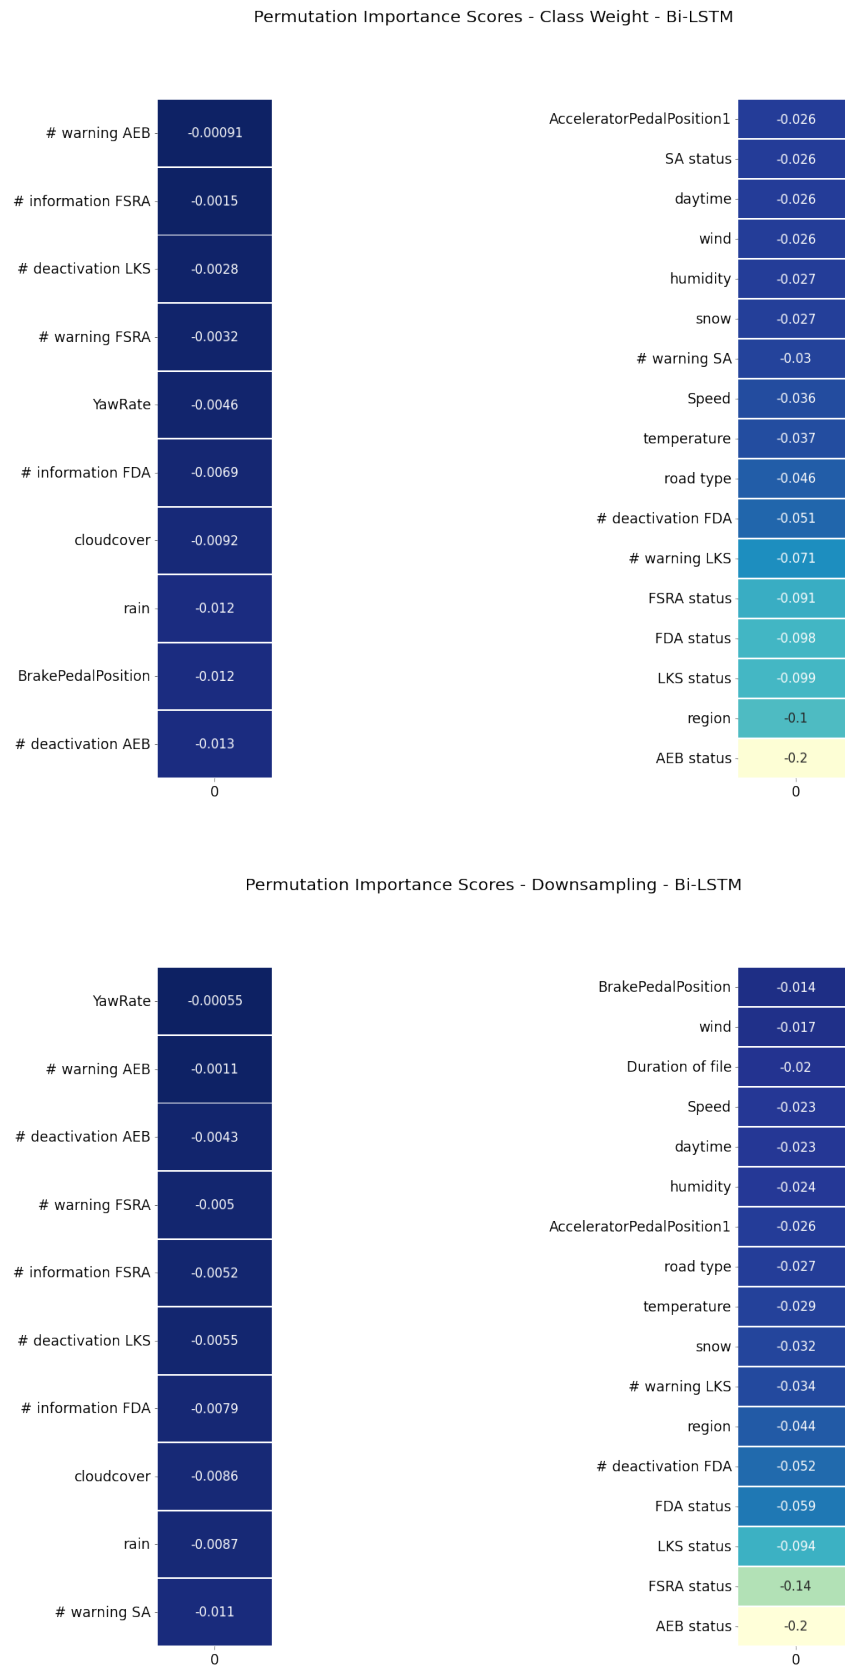 Permutation Importance Scores - Class Weight - Bi-LSTM
# warning AEB -0.00091
# information FSRA -0.0015
# deactivation LKS -0.0028
# warning FSRA -0.0032
YawRate -0.0046
# information FDA -0.0069
cloudcover -0.0092
rain -0.012
BrakePedalPosition -0.012
# deactivation AEB -0.013
0
AcceleratorPedalPosition1 -0.026
SA status -0.026
daytime -0.026
wind -0.026
humidity -0.027
snow -0.027
# warning SA -0.03
Speed -0.036
temperature -0.037
road type -0.046
# deactivation FDA -0.051
# warning LKS -0.071
FSRA status -0.091
FDA status -0.098
LKS status -0.099
region -0.1
AEB status -0.2
0
Permutation Importance Scores - Downsampling - Bi-LSTM
YawRate -0.00055
# warning AEB -0.0011
# deactivation AEB -0.0043
# warning FSRA -0.005
# information FSRA -0.0052
# deactivation LKS -0.0055
# information FDA -0.0079
cloudcover -0.0086
rain -0.0087
# warning SA -0.011
0
BrakePedalPosition -0.014
wind -0.017
Duration of file -0.02
Speed -0.023
daytime -0.023
humidity -0.024
AcceleratorPedalPosition1 -0.026
road type -0.027
temperature -0.029
snow -0.032
# warning LKS -0.034
region -0.044
# deactivation FDA -0.052
FDA status -0.059
LKS status -0.094
FSRA status -0.14
AEB status -0.2
0